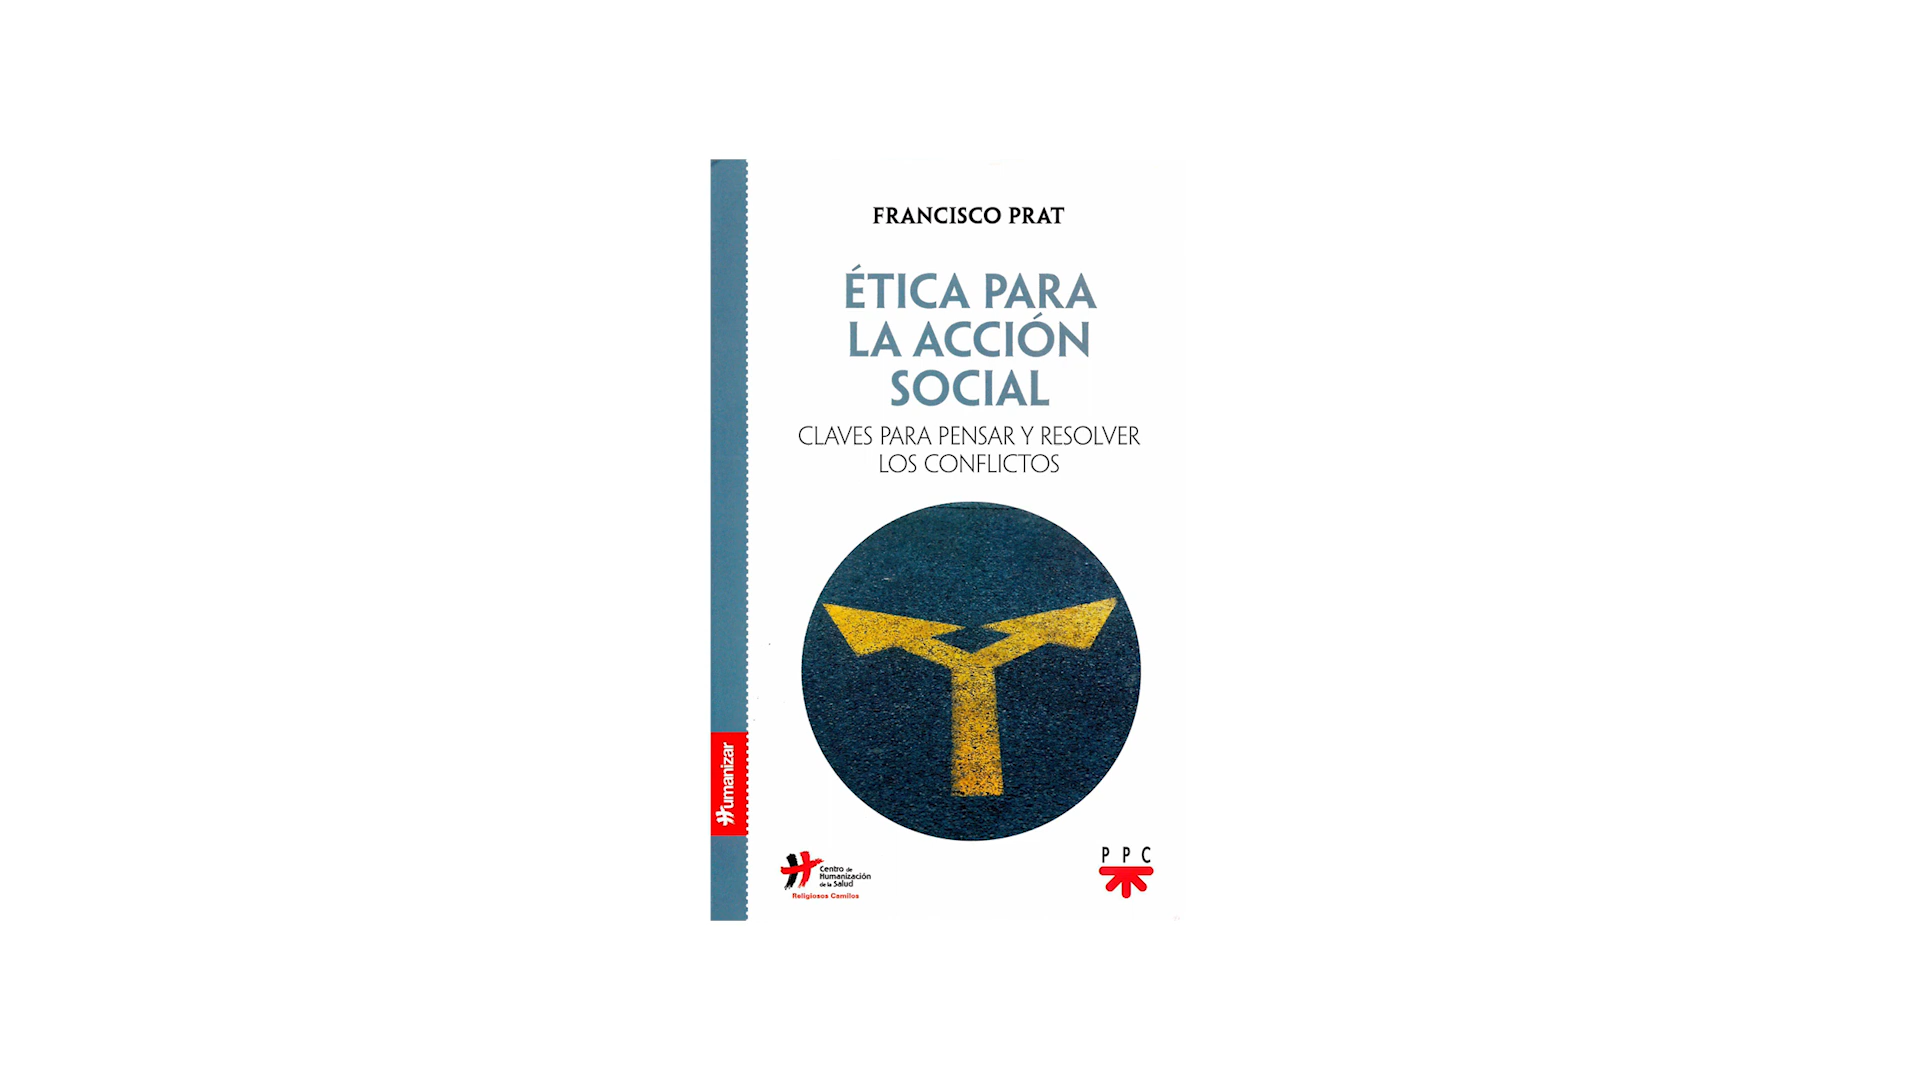 FRANCISCO PRAT
ÉTICA PARA
LA ACCIÓN
SOCIAL
CLAVES PARA PENSAR Y RESOLVER
LOS CONFLICTOS
Humanizar
Centro de
Humanización
de la Salud
Religiosos Camilos
PPC